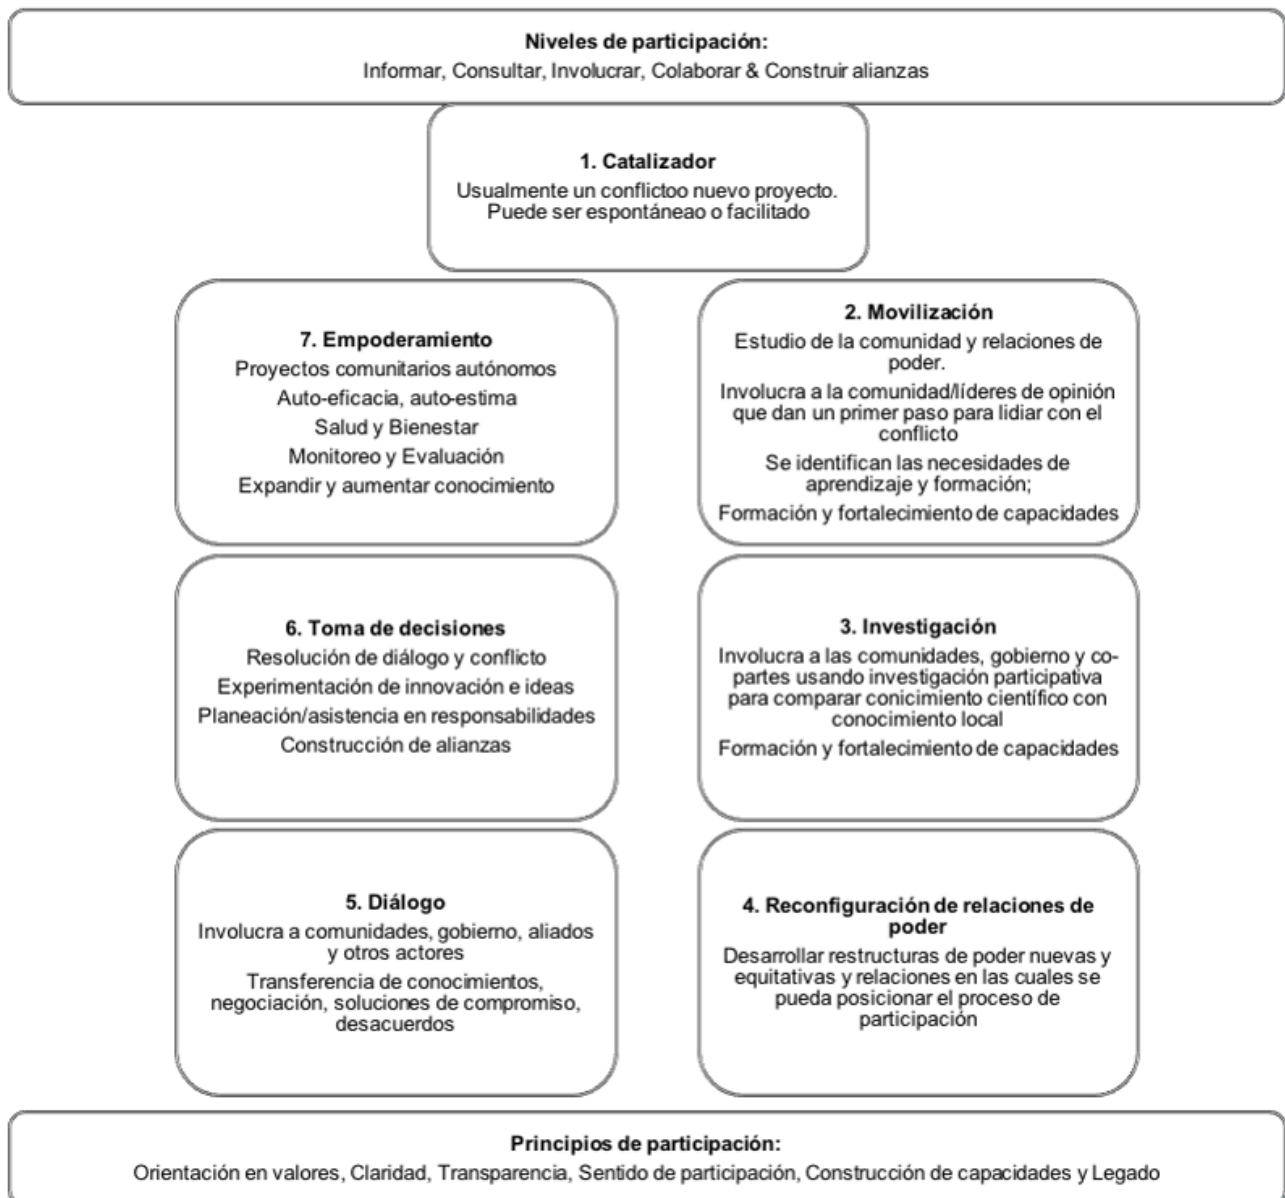 Niveles de participación:
Informar, Consultar, Involucrar, Colaborar & Construir alianzas
1. Catalizador
Usualmente un conflictoo nuevo proyecto.
Puede ser espontáneao o facilitado
2. Movilización
Estudio de la comunidad y relaciones de
poder.
Involucra a la comunidad/líderes de opinión
que dan un primer paso para lidiar con el
conflicto
Se identifican las necesidades de
aprendizaje y formación;
Formación y fortalecimiento de capacidades
3. Investigación
Involucra a las comunidades, gobierno y co-
partes usando investigación participativa
para comparar conicimiento científico con
conocimiento local
Formación y fortalecimiento de capacidades
4. Reconfiguración de relaciones de
poder
Desarrollar restructuras de poder nuevas y
equitativas y relaciones en las cuales se
pueda posicionar el proceso de
participación
5. Diálogo
Involucra a comunidades, gobierno, aliados
y otros actores
Transferencia de conocimientos,
negociación, soluciones de compromiso,
desacuerdos
6. Toma de decisiones
Resolución de diálogo y conflicto
Experimentación de innovación e ideas
Planeación/asistencia en responsabilidades
Construcción de alianzas
7. Empoderamiento
Proyectos comunitarios autónomos
Auto-eficacia, auto-estima
Salud y Bienestar
Monitoreo y Evaluación
Expandir y aumentar conocimiento
Principios de participación:
Orientación en valores, Claridad, Transparencia, Sentido de participación, Construcción de capacidades y Legado